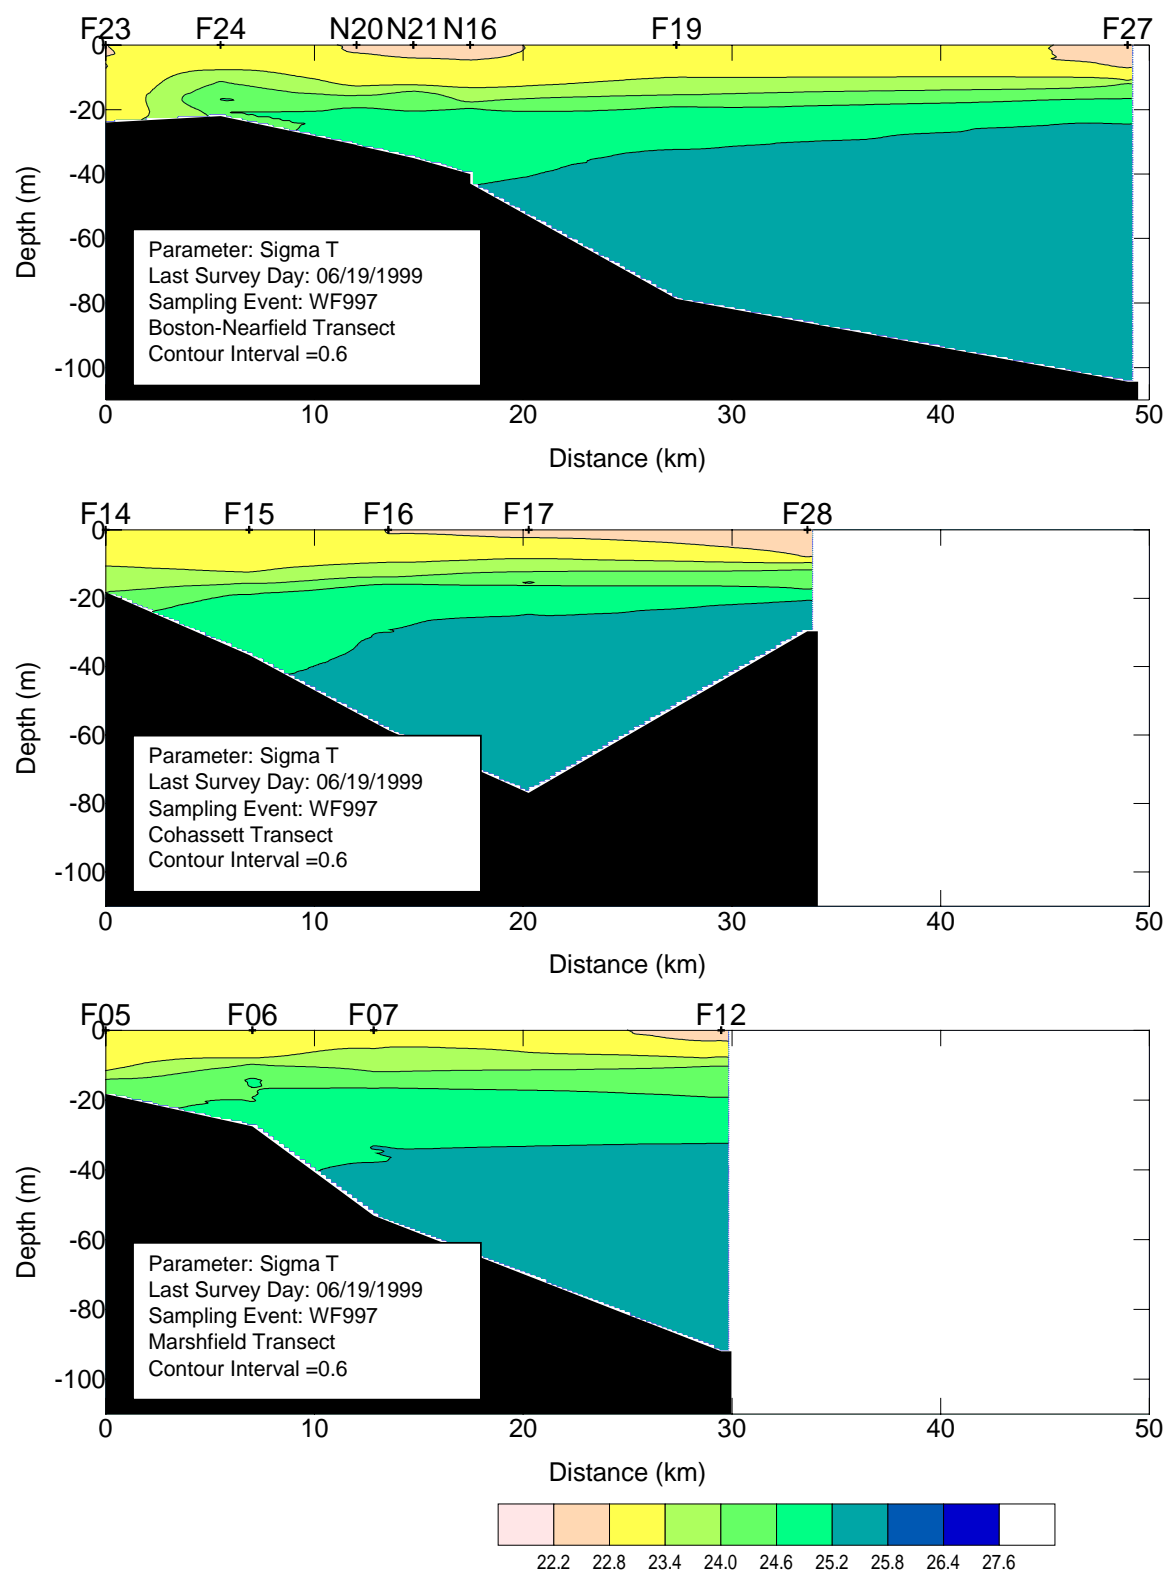 F23 F24 N20 N21 N16 F19 F27
0
-20
-40
-60
-80
-100
Depth (m)
Parameter: Sigma T
Last Survey Day: 06/19/1999
Sampling Event: WF997
Boston-Nearfield Transect
Contour Interval =0.6
0 10 20 30 40 50
Distance (km)
F14 F15 F16 F17 F28
0
-20
-40
-60
-80
-100
Depth (m)
Parameter: Sigma T
Last Survey Day: 06/19/1999
Sampling Event: WF997
Cohassett Transect
Contour Interval =0.6
0 10 20 30 40 50
Distance (km)
F05 F06 F07 F12
0
-20
-40
-60
-80
-100
Depth (m)
Parameter: Sigma T
Last Survey Day: 06/19/1999
Sampling Event: WF997
Marshfield Transect
Contour Interval =0.6
0 10 20 30 40 50
Distance (km)
22.2 22.8 23.4 24.0 24.6 25.2 25.8 26.4 27.6